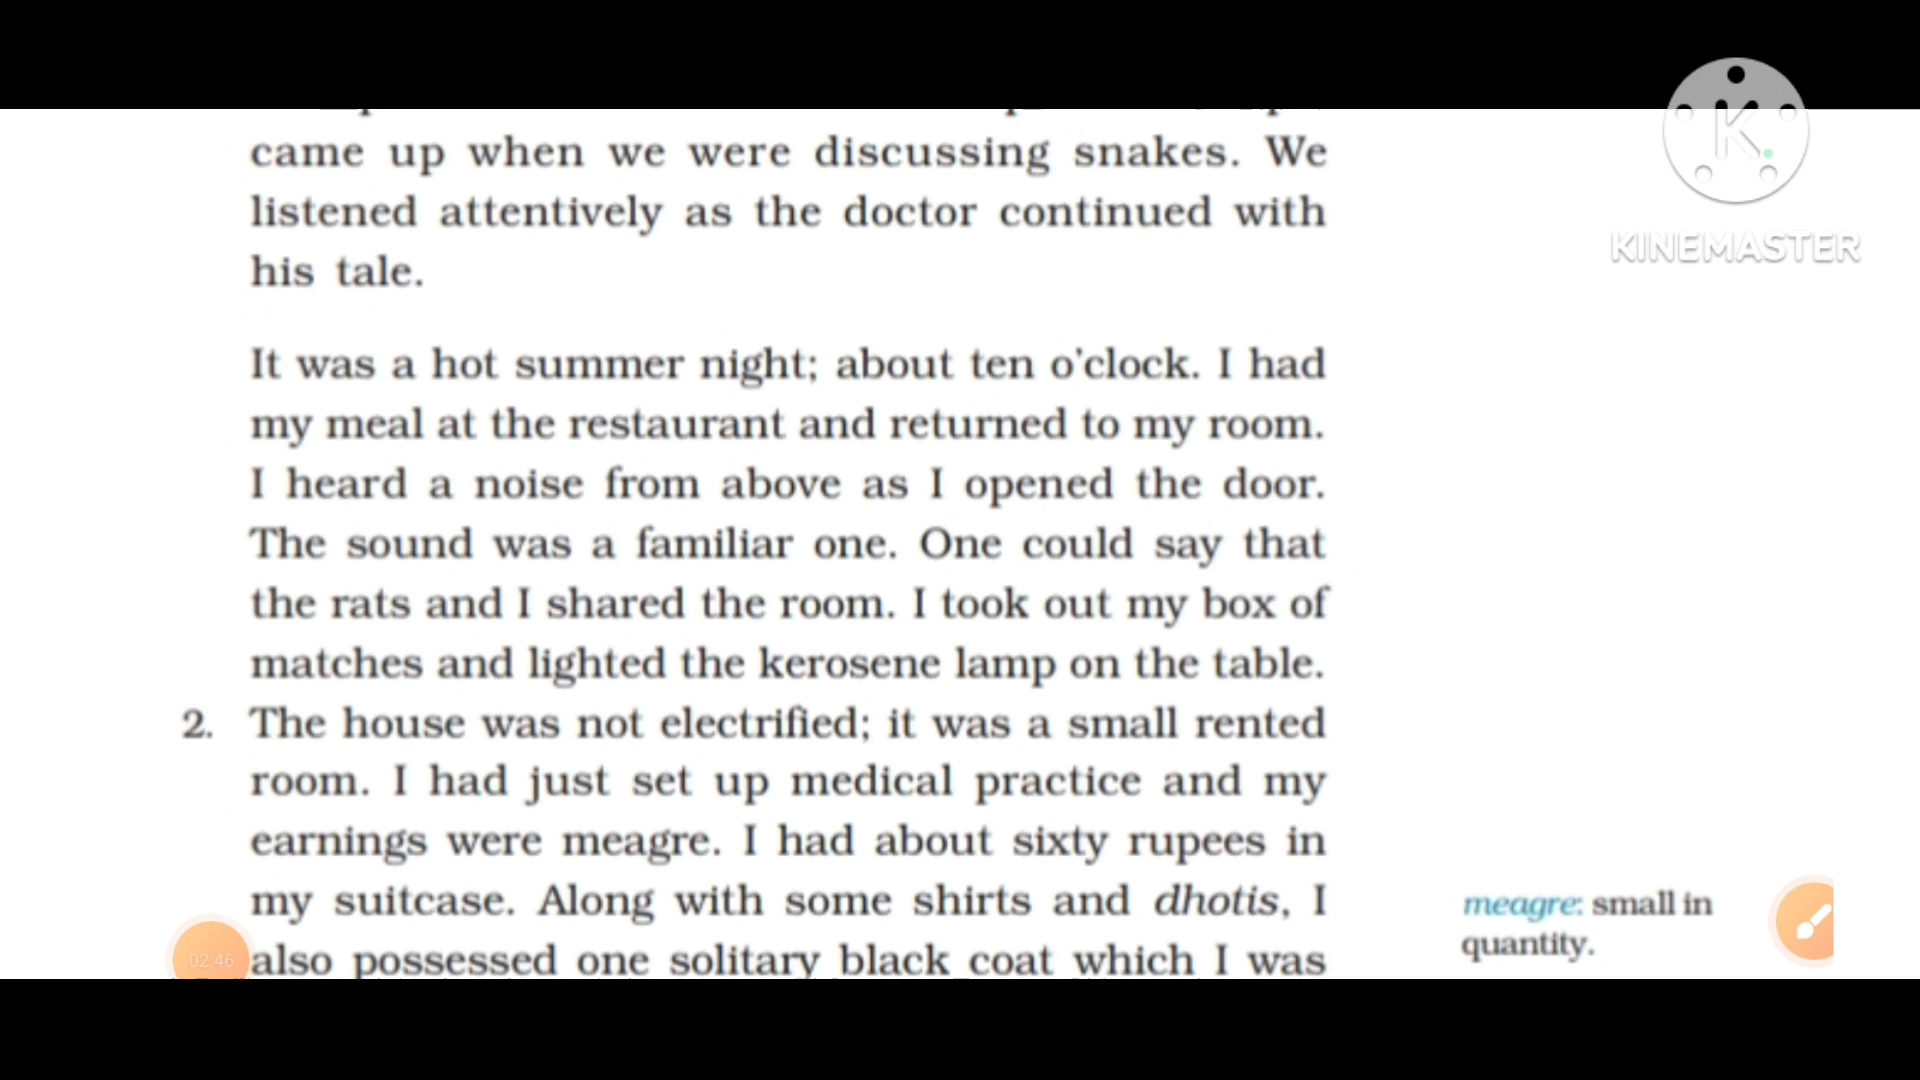 came up when we were discussing snakes. We
listened attentively as the doctor continued with
his tale.
It was a hot summer night; about ten o'clock. I had
my meal at the restaurant and returned to my room.
I heard a noise from above as I opened the door.
The sound was a familiar one. One could say that
the rats and I shared the room. I took out my box of
matches and lighted the kerosene lamp on the table.
2. The house was not electrified; it was a small rented
room. I had just set up medical practice and my
earnings were meagre. I had about sixty rupees in
my suitcase. Along with some shirts and dhotis, I
also possessed one solitary black coat which I was
meagre: small in
quantity.
02:46
K
KINEMASTER